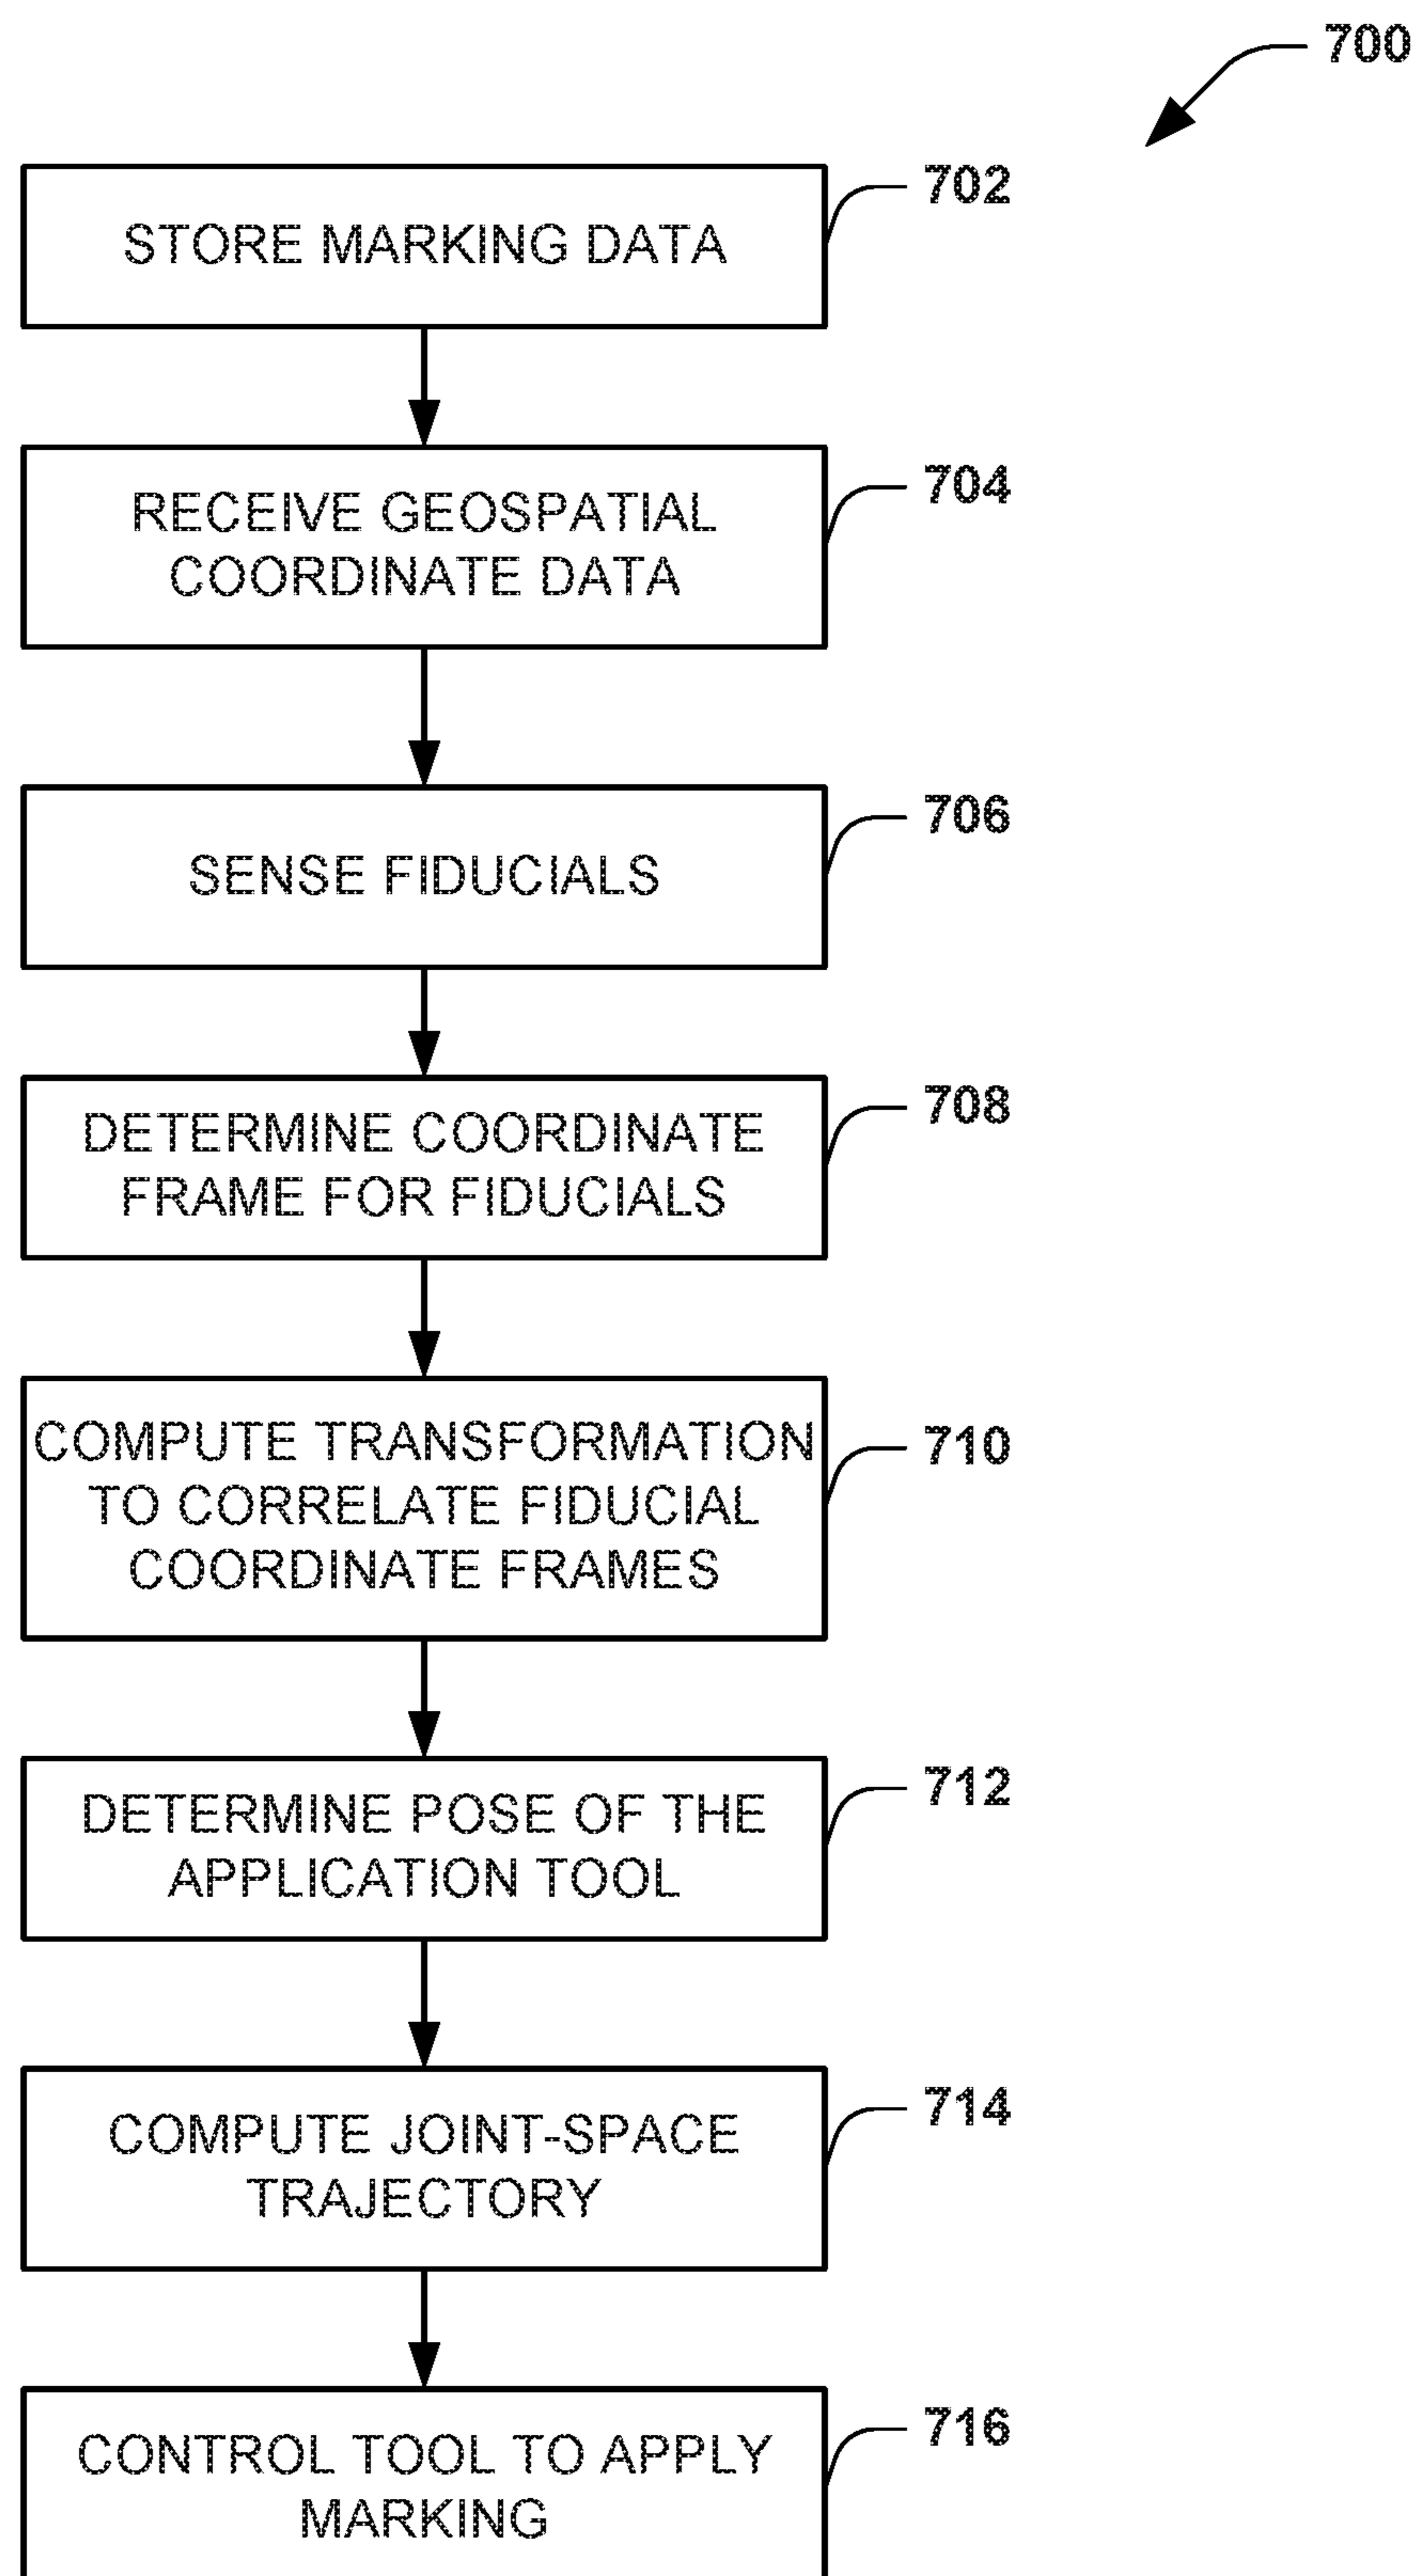 700
STORE MARKING DATA
702
RECEIVE GEOSPATIAL
COORDINATE DATA
704
SENSE FIDUCIALS
706
DETERMINE COORDINATE
FRAME FOR FIDUCIALS
708
COMPUTE TRANSFORMATION
TO CORRELATE FIDUCIAL
COORDINATE FRAMES
710
DETERMINE POSE OF THE
APPLICATION TOOL
712
COMPUTE JOINT-SPACE
TRAJECTORY
714
CONTROL TOOL TO APPLY
MARKING
716